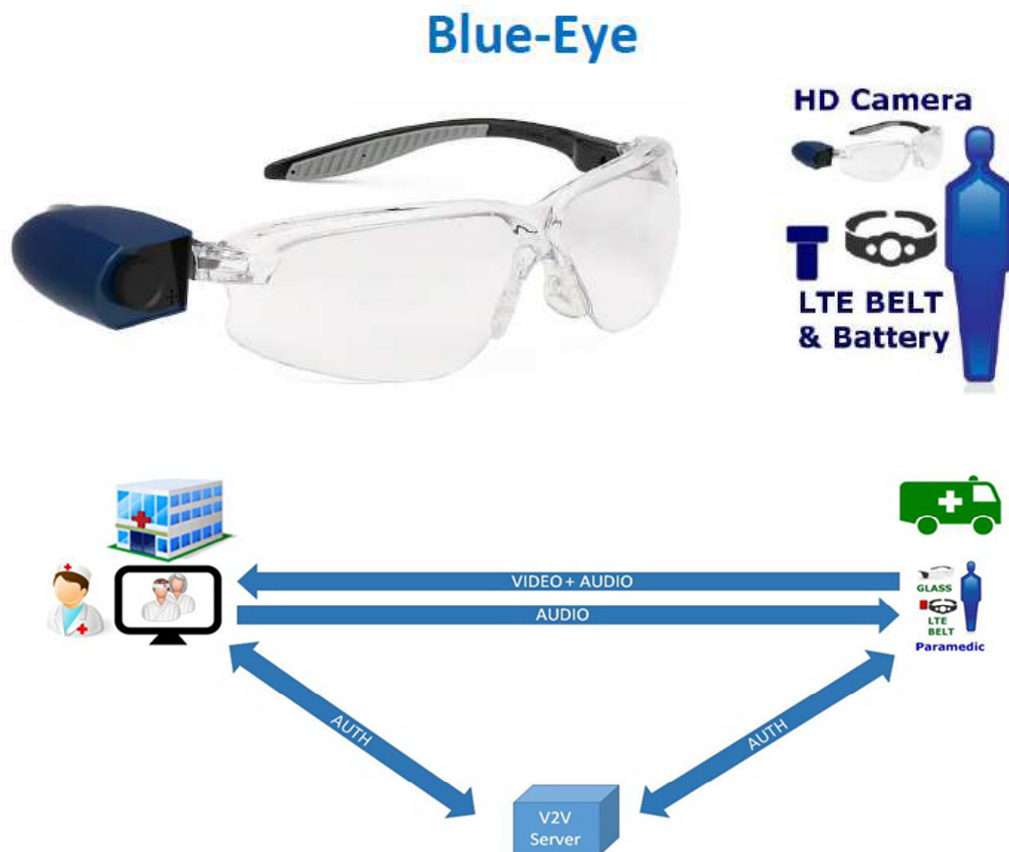 Blue-Eye
HD Camera
LTE BELT
& Battery
VIDEO + AUDIO
AUDIO
GLASS
LTE
BELT
Paramedic
AUTH
AUTH
V2V
Server